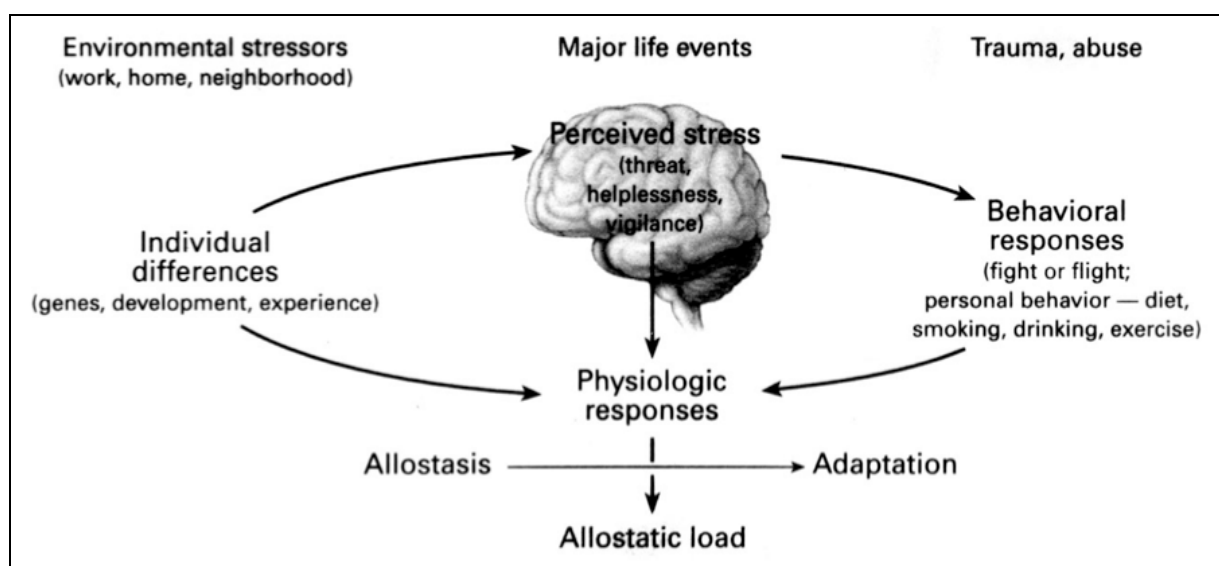 Environmental stressors
(work, home, neighborhood)
Major life events
Trauma, abuse
Perceived stress
(threat,
helplessness,
vigilance)
Individual
differences
(genes, development, experience)
Behavioral
responses
(fight or flight;
personal behavior — diet,
smoking, drinking, exercise)
Physiologic
responses
Allostasis
Adaptation
Allostatic load